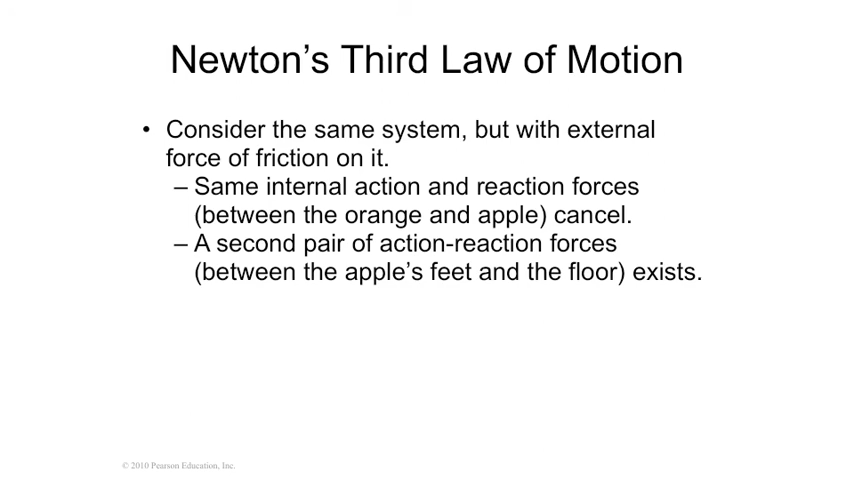 Newton’s Third Law of Motion
• Consider the same system, but with external
force of friction on it.
– Same internal action and reaction forces
(between the orange and apple) cancel.
– A second pair of action-reaction forces
(between the apple’s feet and the floor) exists.
© 2010 Pearson Education, Inc.